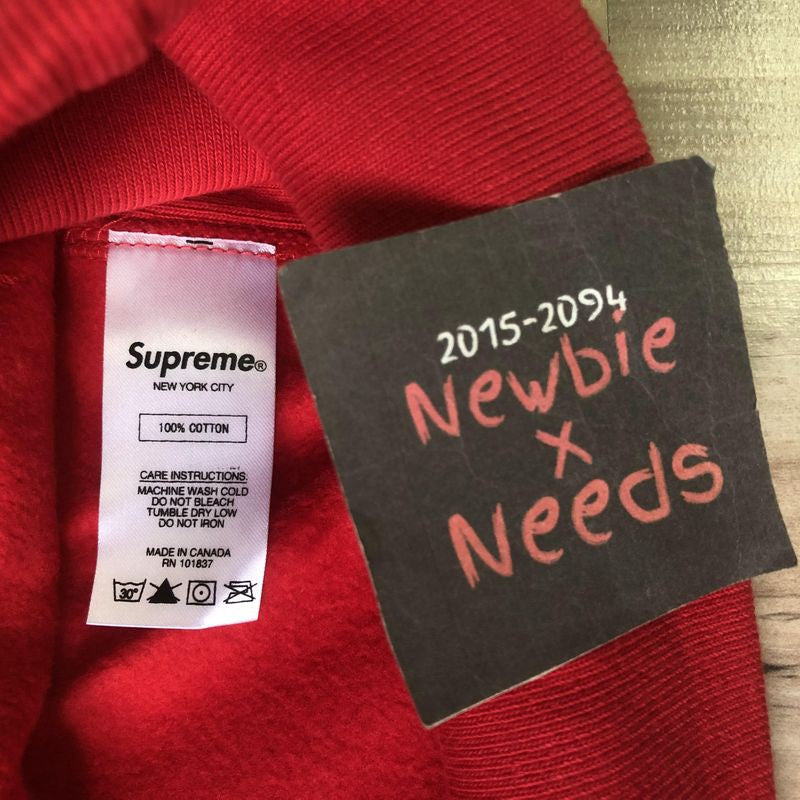 Supreme®
NEW YORK CITY
100% COTTON
CARE INSTRUCTIONS:
MACHINE WASH COLD
DO NOT BLEACH
TUMBLE DRY LOW
DO NOT IRON
MADE IN CANADA
RN 101837
30°
2015-2094
Newbie
x
Needs